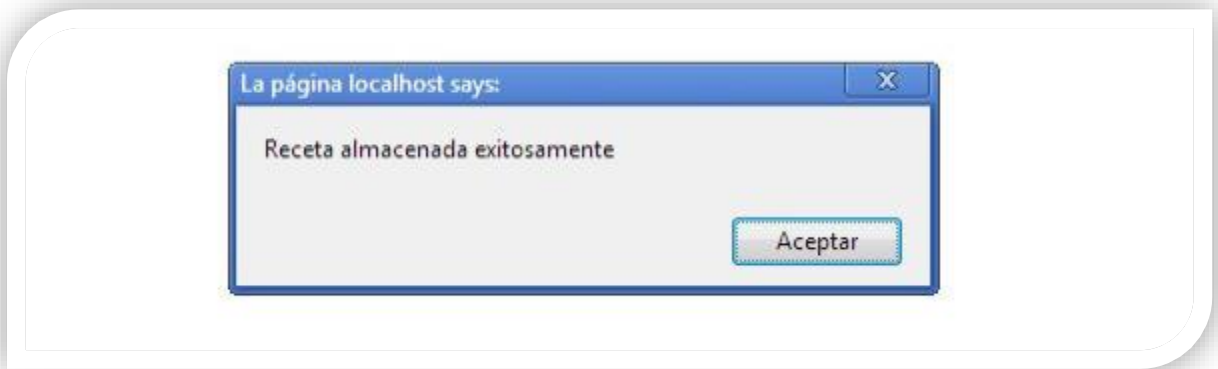 La página localhost says:
X
Receta almacenada exitosamente
Aceptar